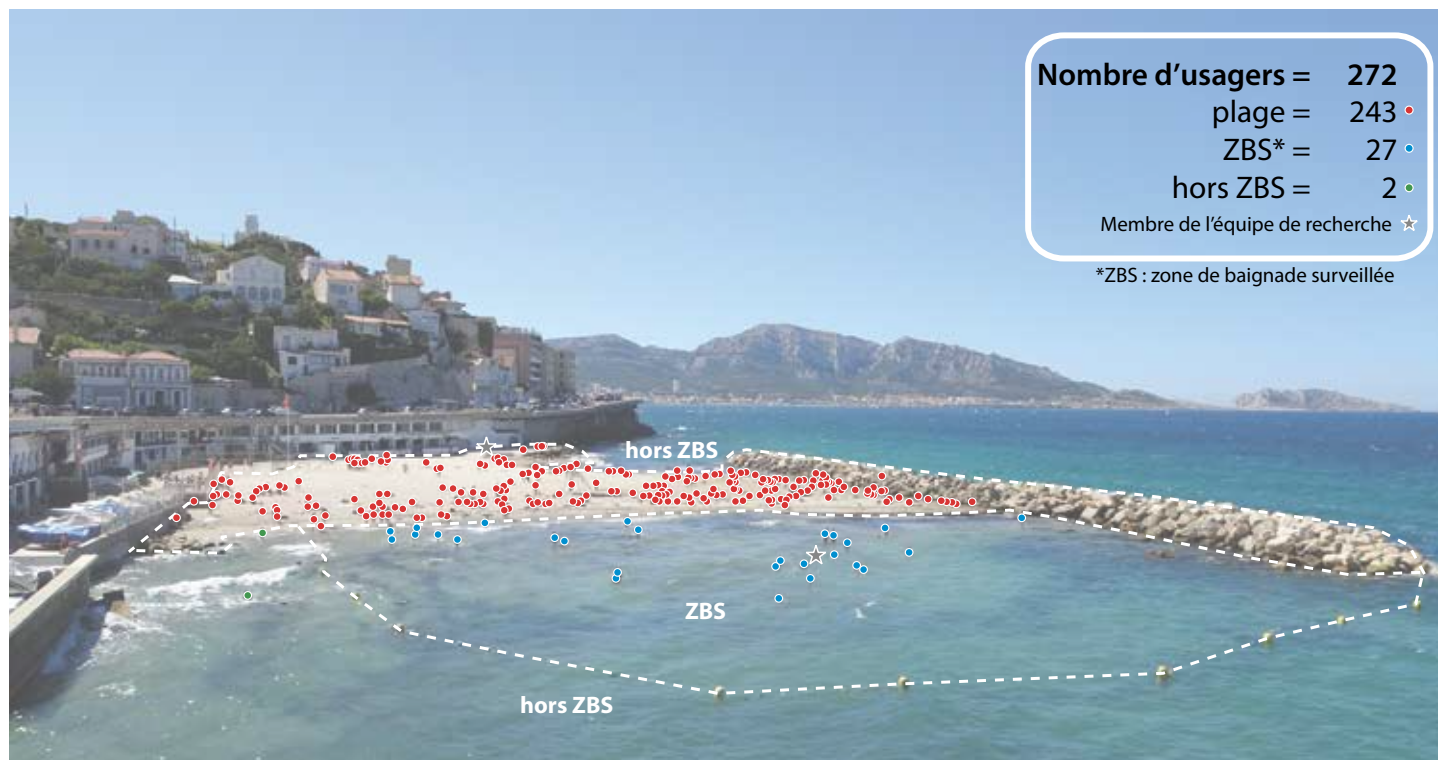 Nombre d’usagers = 272
plage = 243
ZBS* = 27
hors ZBS = 2
Membre de l’équipe de recherche
*ZBS : zone de baignade surveillée
hors ZBS
ZBS
hors ZBS